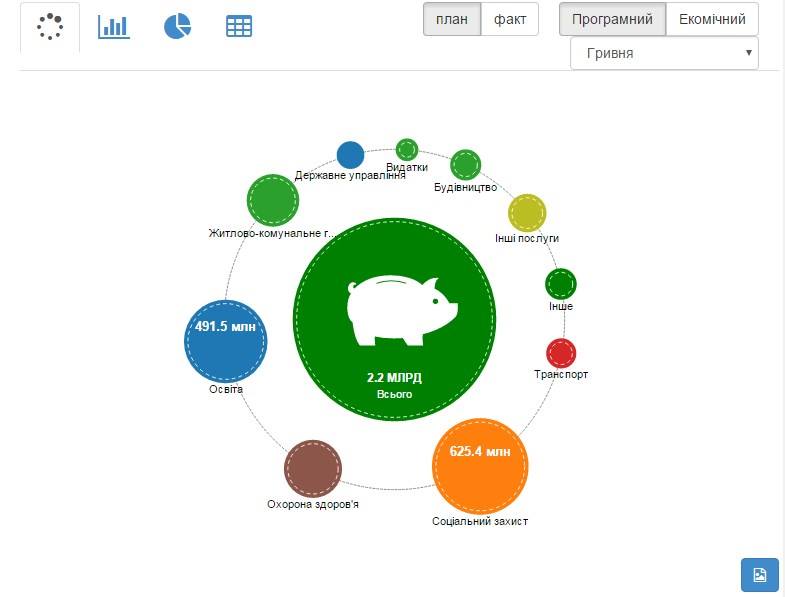 план
факт
Програмний
Екомічний
Гривня
Державне управління
Видатки
Будівництво
Житлово-комунальне г...
Інші послуги
Інше
491.5 млн
Освіта
2.2 МЛРД
Всього
Транспорт
625.4 млн
Охорона здоров'я
Соціальний захист